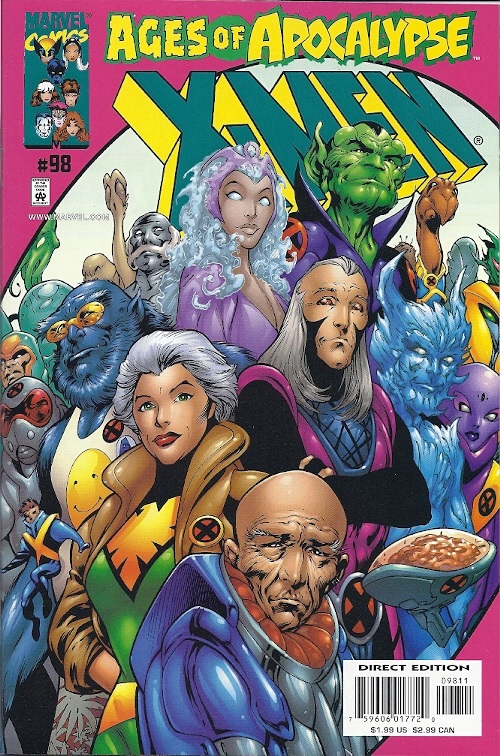 MARVEL
COMICS
AGES OF APOCALYPSE™
X-MEN®
#98
WWW.MARVEL.COM
DIRECT EDITION
09811
7 59606 01772 0
$1.99 US $2.99 CAN